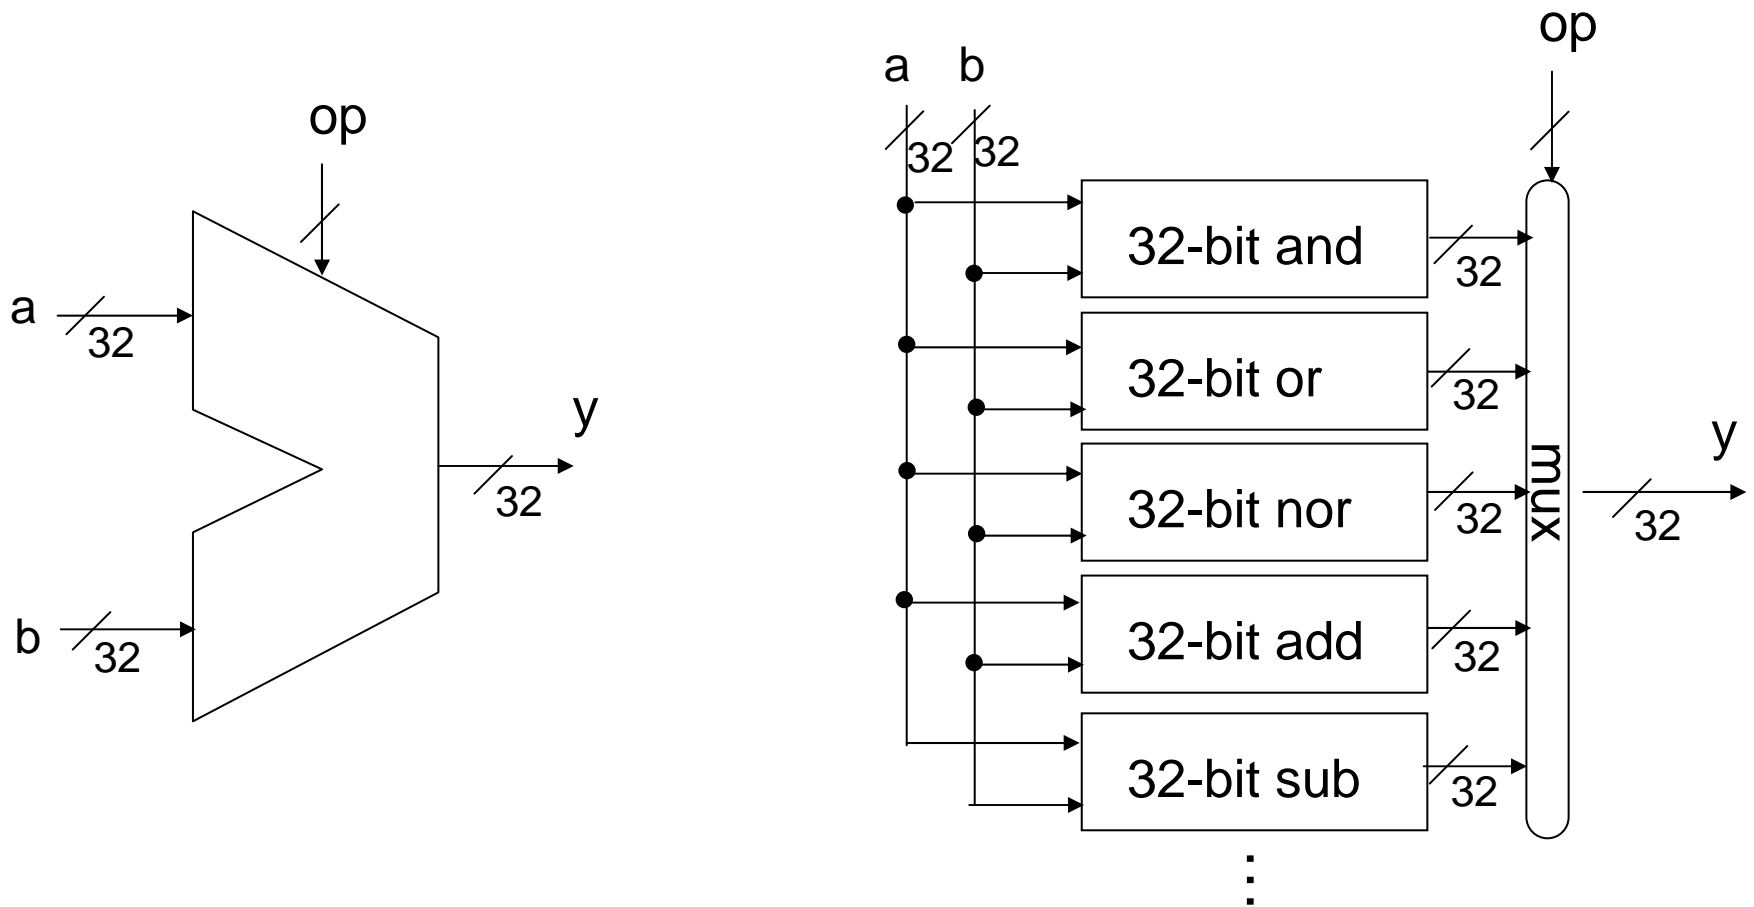 op
a
32
y
32
b
32
op
a b
32 32
32-bit and
32
32-bit or
32
32-bit nor
32
mux
y
32
32-bit add
32
32-bit sub
32
⋮